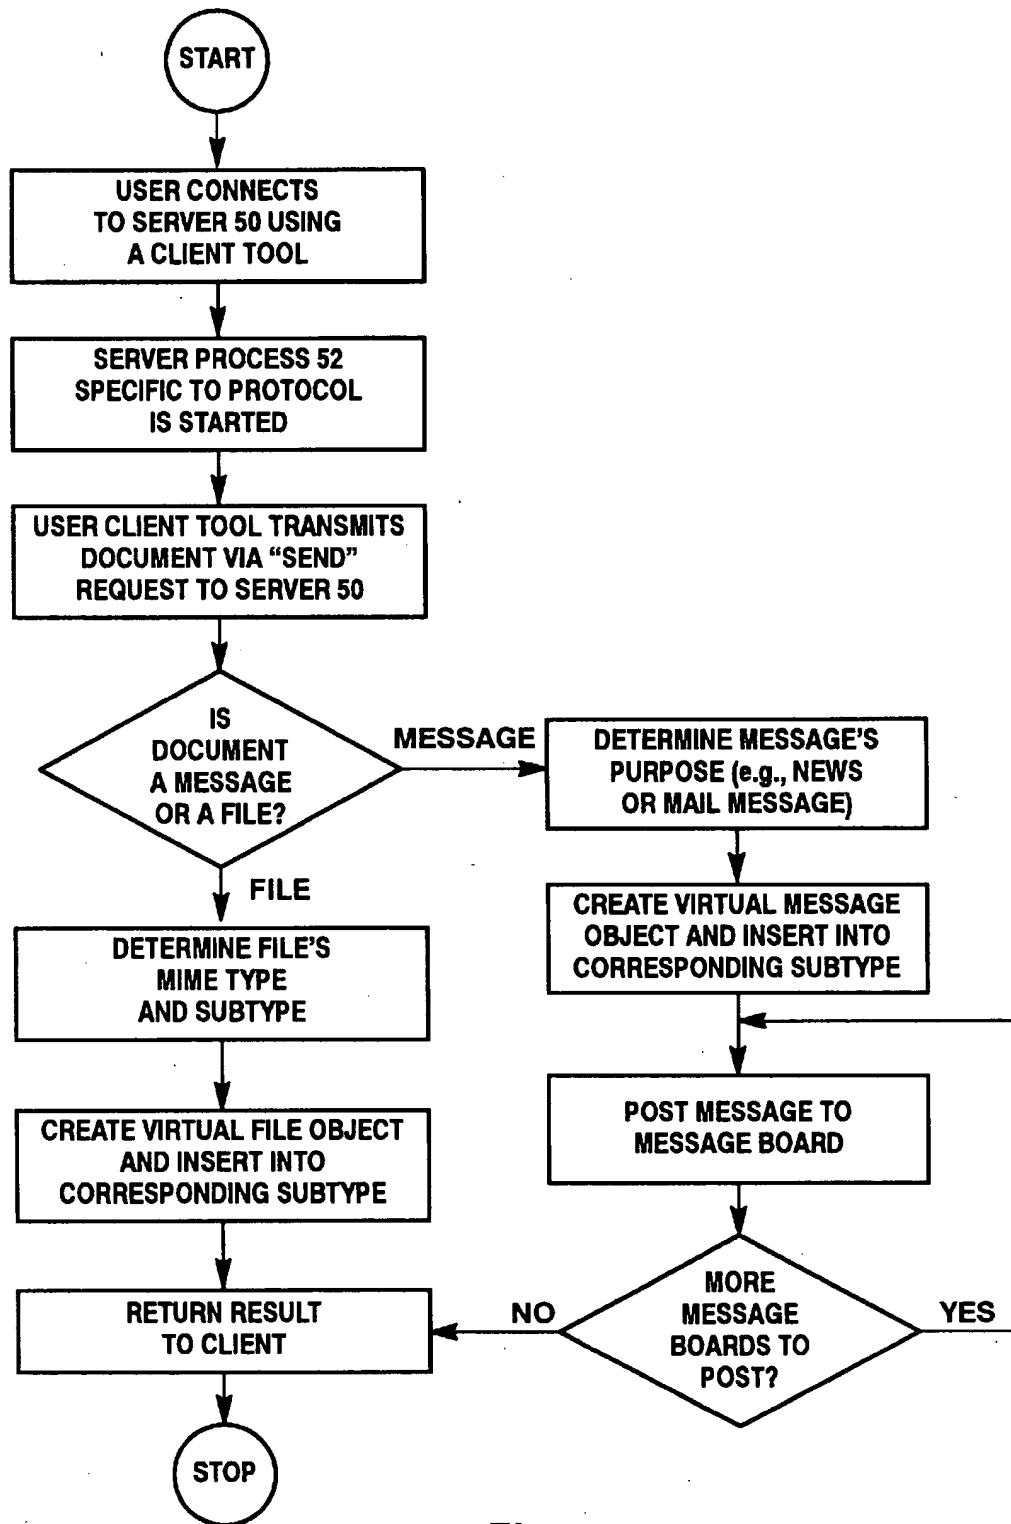 START
USER CONNECTS
TO SERVER 50 USING
A CLIENT TOOL
SERVER PROCESS 52
SPECIFIC TO PROTOCOL
IS STARTED
USER CLIENT TOOL TRANSMITS
DOCUMENT VIA “SEND”
REQUEST TO SERVER 50
IS
DOCUMENT
A MESSAGE
OR A FILE?
MESSAGE
DETERMINE MESSAGE'S
PURPOSE (e.g., NEWS
OR MAIL MESSAGE)
CREATE VIRTUAL MESSAGE
OBJECT AND INSERT INTO
CORRESPONDING SUBTYPE
POST MESSAGE TO
MESSAGE BOARD
MORE
MESSAGE
BOARDS TO
POST?
YES
NO
FILE
DETERMINE FILE'S
MIME TYPE
AND SUBTYPE
CREATE VIRTUAL FILE OBJECT
AND INSERT INTO
CORRESPONDING SUBTYPE
RETURN RESULT
TO CLIENT
STOP